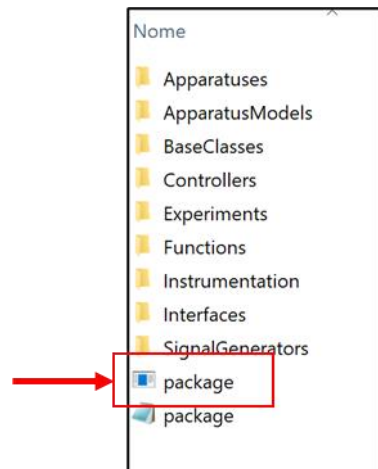 Nome
Apparatuses
ApparatusModels
BaseClasses
Controllers
Experiments
Functions
Instrumentation
Interfaces
SignalGenerators
package
package